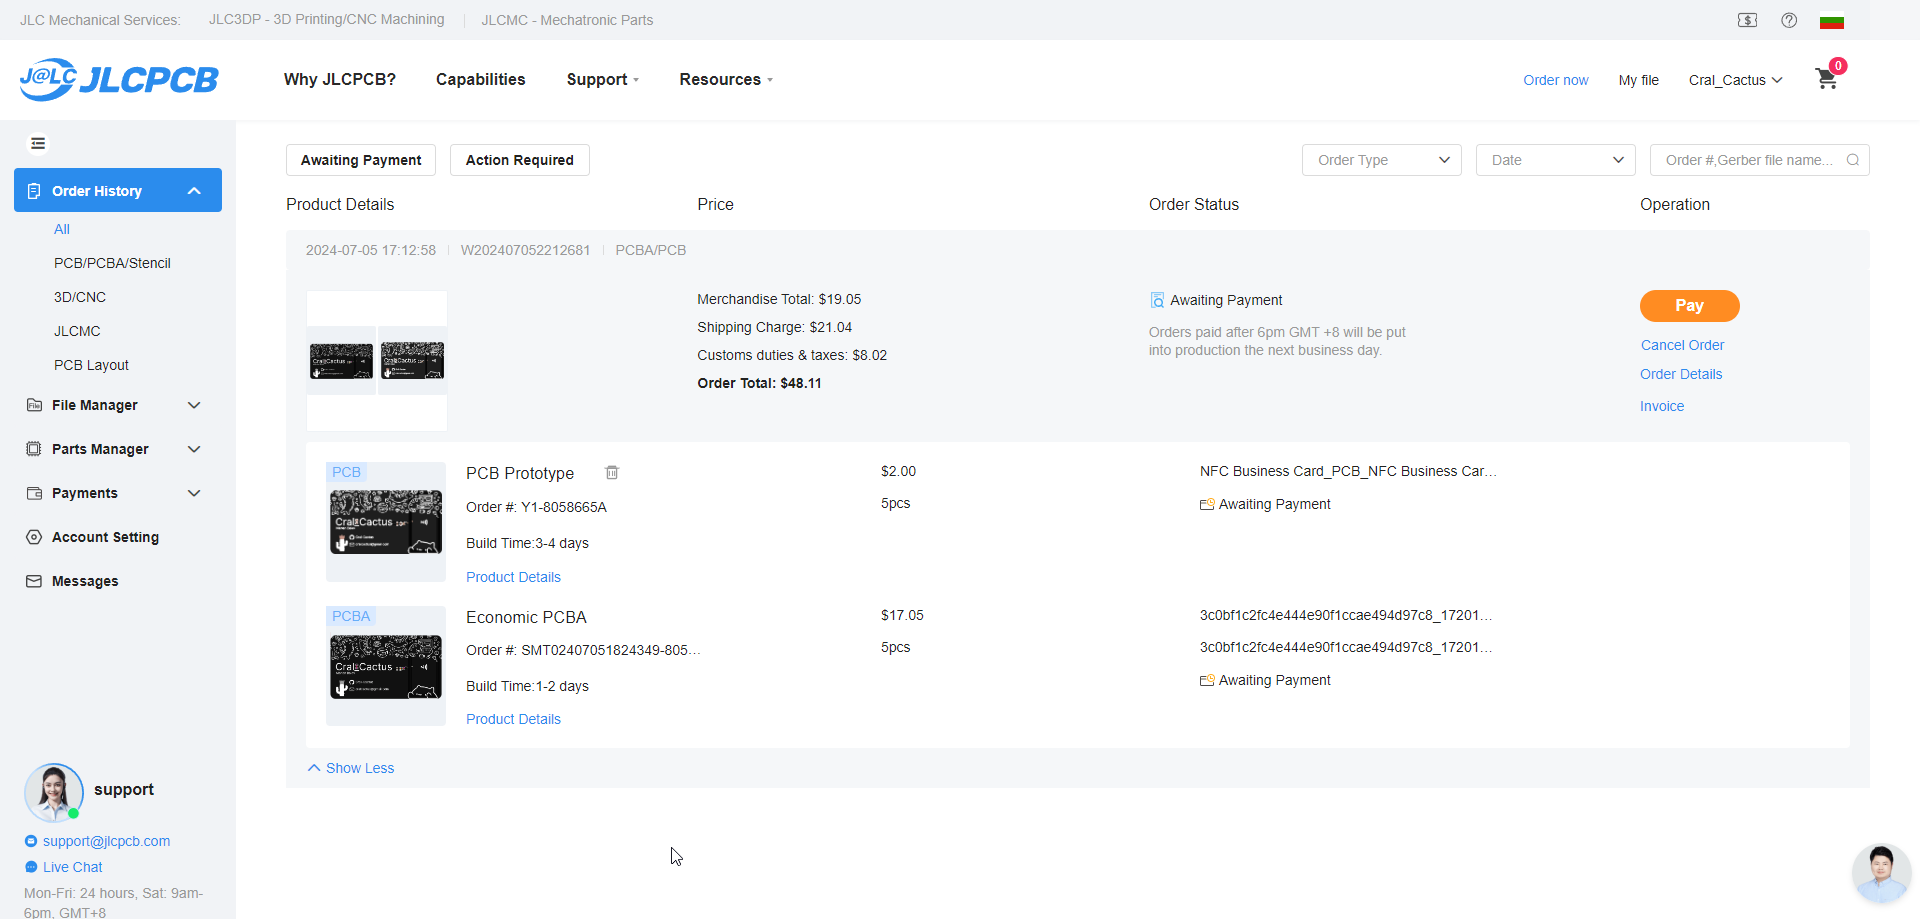 JLC Mechanical Services: JLC3DP - 3D Printing/CNC Machining JLCMC - Mechatronic Parts
J@LC JLCPCB
Why JLCPCB? Capabilities Support Resources
Order now My file Cral_Cactus 0
Order History
All
PCB/PCBA/Stencil
3D/CNC
JLCMC
PCB Layout
File Manager
Parts Manager
Payments
Account Setting
Messages
support
support@jlcpcb.com
Live Chat
Mon-Fri: 24 hours, Sat: 9am-
6pm, GMT+8
Awaiting Payment Action Required Order Type Date Order #,Gerber file name...
Product Details Price Order Status Operation
2024-07-05 17:12:58 W202407052212681 PCBA/PCB
Merchandise Total: $19.05
Shipping Charge: $21.04
Customs duties & taxes: $8.02
Order Total: $48.11
Awaiting Payment
Orders paid after 6pm GMT +8 will be put
into production the next business day.
Pay
Cancel Order
Order Details
Invoice
PCB
CralCactus
PCB Prototype
Order #: Y1-8058665A
Build Time:3-4 days
Product Details
$2.00
5pcs
NFC Business Card_PCB_NFC Business Car...
Awaiting Payment
PCBA
CralCactus
Economic PCBA
Order #: SMT02407051824349-805...
Build Time:1-2 days
Product Details
$17.05
5pcs
3c0bf1c2fc4e444e90f1ccae494d97c8_17201...
3c0bf1c2fc4e444e90f1ccae494d97c8_17201...
Awaiting Payment
Show Less